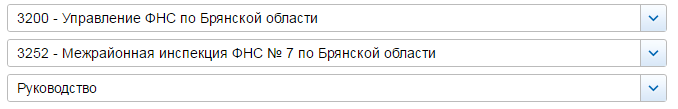 3200 - Управление ФНС по Брянской области
3252 - Межрайонная инспекция ФНС № 7 по Брянской области
Руководство